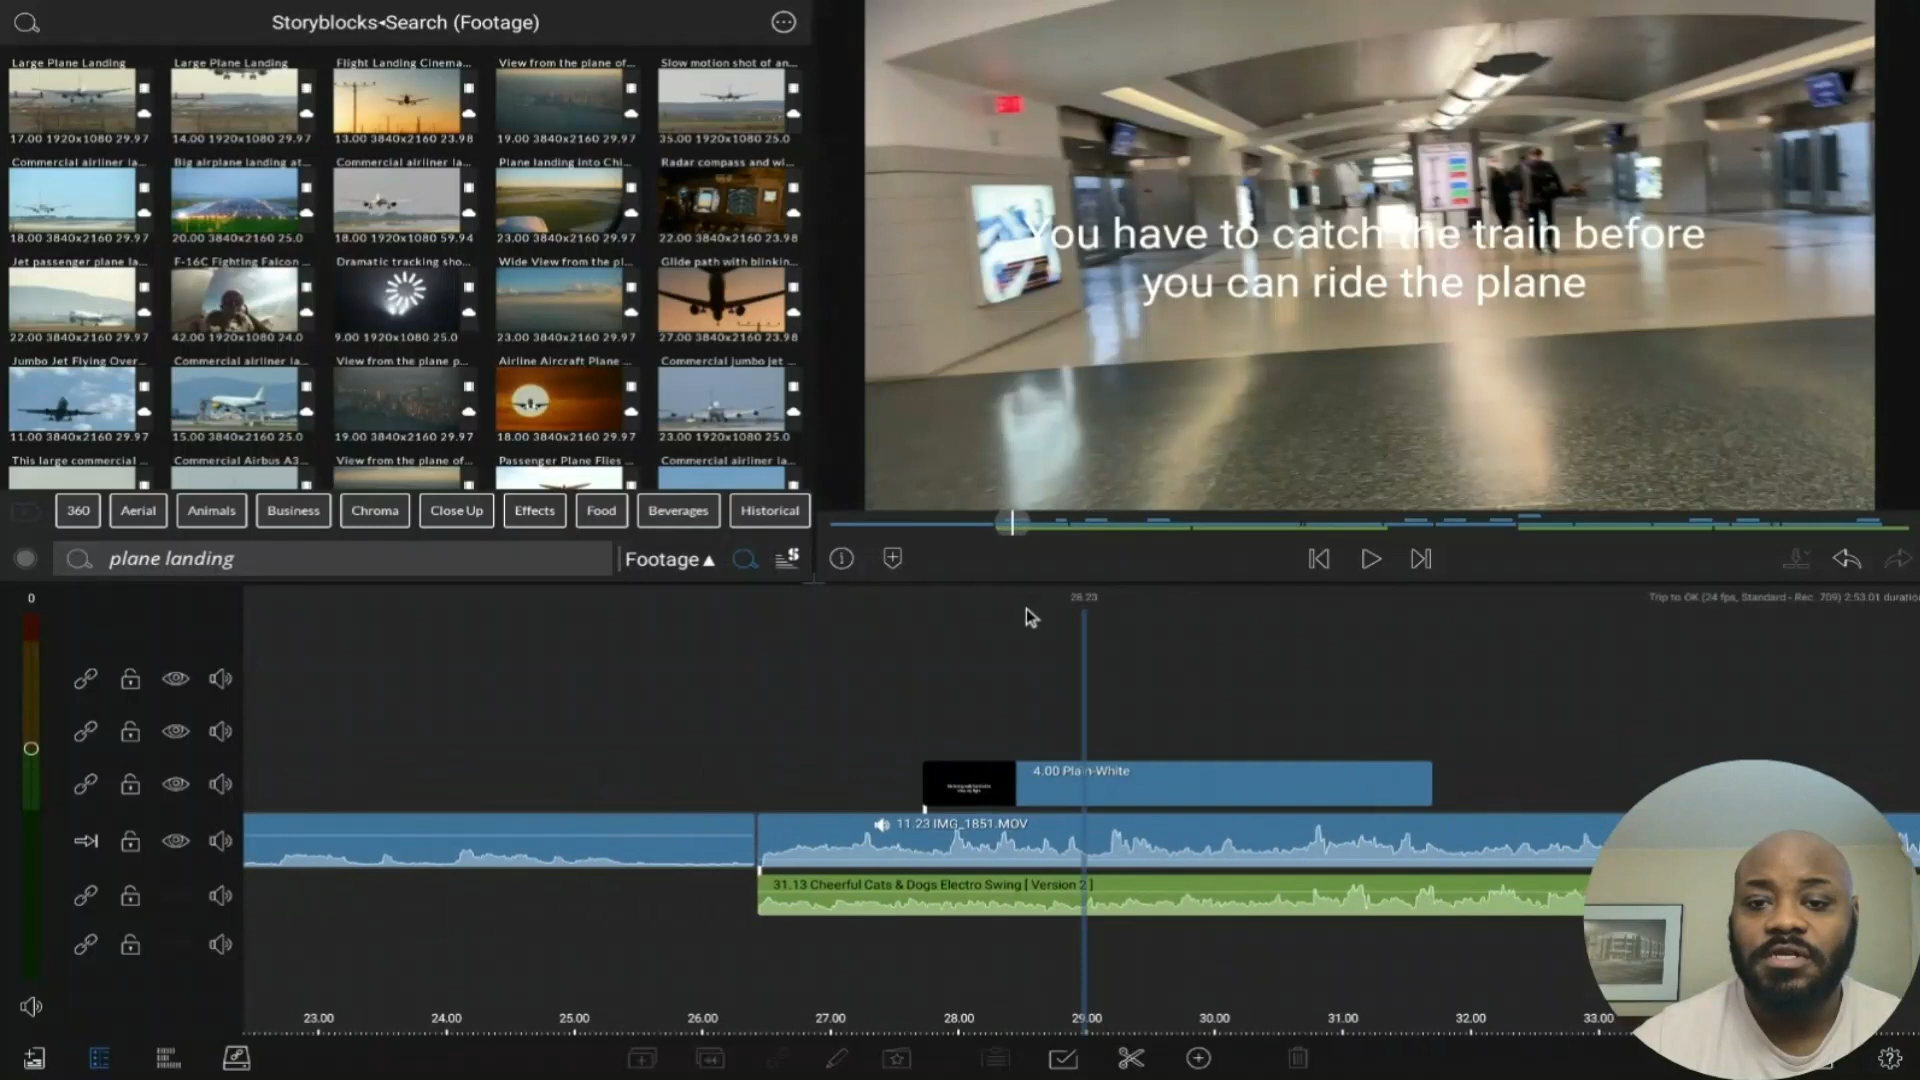 Storyblocks◂Search (Footage)
Large Plane Landing
Large Plane Landing
Flight Landing Cinema...
View from the plane of...
Slow motion shot of an...
17.00 1920x1080 29.97
14.00 1920x1080 29.97
13.00 3840x2160 23.98
19.00 3840x2160 29.97
35.00 1920x1080 25.0
Commercial airliner la...
Big airplane landing at...
Commercial airliner la...
Plane landing into Chi...
Radar compass and wi...
18.00 3840x2160 29.97
20.00 3840x2160 25.0
18.00 1920x1080 59.94
23.00 3840x2160 29.97
22.00 3840x2160 23.98
Jet passenger plane la...
F-16C Fighting Falcon ...
Dramatic tracking sho...
Wide View from the pl...
Glide path with blinkin...
22.00 3840x2160 29.97
42.00 1920x1080 24.0
9.00 1920x1080 25.0
23.00 3840x2160 29.97
27.00 3840x2160 23.98
Jumbo Jet Flying Over...
Commercial airliner la...
View from the plane p...
Airline Aircraft Plane ...
Commercial jumbo jet ...
11.00 3840x2160 29.97
15.00 3840x2160 25.0
19.00 3840x2160 29.97
18.00 3840x2160 29.97
23.00 1920x1080 25.0
This large commercial ...
Commercial Airbus A3...
View from the plane of...
Passenger Plane Flies ...
Commercial airliner la...
360
Aerial
Animals
Business
Chroma
Close Up
Effects
Food
Beverages
Historical
plane landing
Footage▲
You have to catch the train before
you can ride the plane
0
28.23
Trip to OK (24 fps, Standard - Rec. 709) 2:53.01 duratio
4.00 Plain-White
11.23 IMG_1851.MOV
31.13 Cheerful Cats & Dogs Electro Swing [ Version 2 ]
23.00
24.00
25.00
26.00
27.00
28.00
29.00
30.00
31.00
32.00
33.00